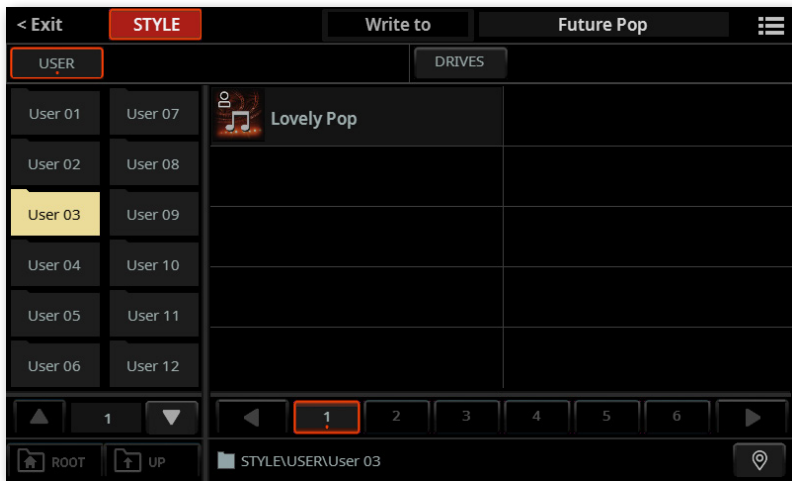 < Exit STYLE Write to Future Pop
USER DRIVES
User 01 User 07 Lovely Pop
User 02 User 08
User 03 User 09
User 04 User 10
User 05 User 11
User 06 User 12
1 1 2 3 4 5 6
ROOT UP STYLE\USER\User 03